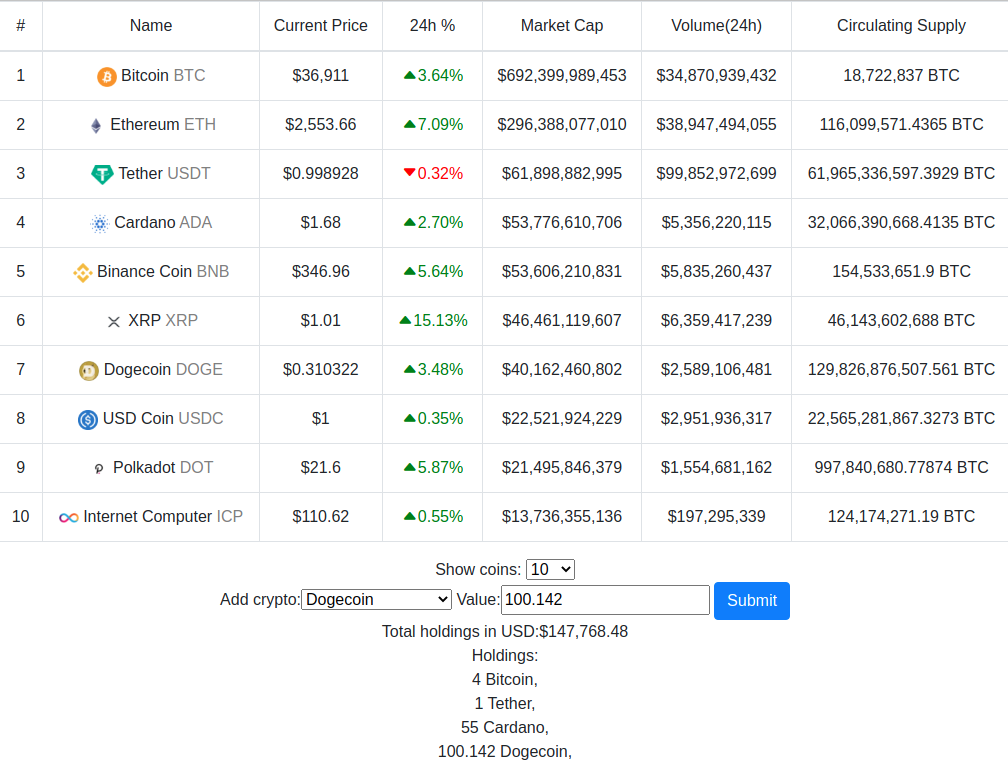 # Name Current Price 24h % Market Cap Volume(24h) Circulating Supply
1 Bitcoin BTC $36,911 3.64% $692,399,989,453 $34,870,939,432 18,722,837 BTC
2 Ethereum ETH $2,553.66 7.09% $296,388,077,010 $38,947,494,055 116,099,571.4365 BTC
3 Tether USDT $0.998928 0.32% $61,898,882,995 $99,852,972,699 61,965,336,597.3929 BTC
4 Cardano ADA $1.68 2.70% $53,776,610,706 $5,356,220,115 32,066,390,668.4135 BTC
5 Binance Coin BNB $346.96 5.64% $53,606,210,831 $5,835,260,437 154,533,651.9 BTC
6 XRP XRP $1.01 15.13% $46,461,119,607 $6,359,417,239 46,143,602,688 BTC
7 Dogecoin DOGE $0.310322 3.48% $40,162,460,802 $2,589,106,481 129,826,876,507.561 BTC
8 USD Coin USDC $1 0.35% $22,521,924,229 $2,951,936,317 22,565,281,867.3273 BTC
9 Polkadot DOT $21.6 5.87% $21,495,846,379 $1,554,681,162 997,840,680.77874 BTC
10 Internet Computer ICP $110.62 0.55% $13,736,355,136 $197,295,339 124,174,271.19 BTC
Show coins: 10
Add crypto: Dogecoin Value: 100.142 Submit
Total holdings in USD:$147,768.48
Holdings:
4 Bitcoin,
1 Tether,
55 Cardano,
100.142 Dogecoin,